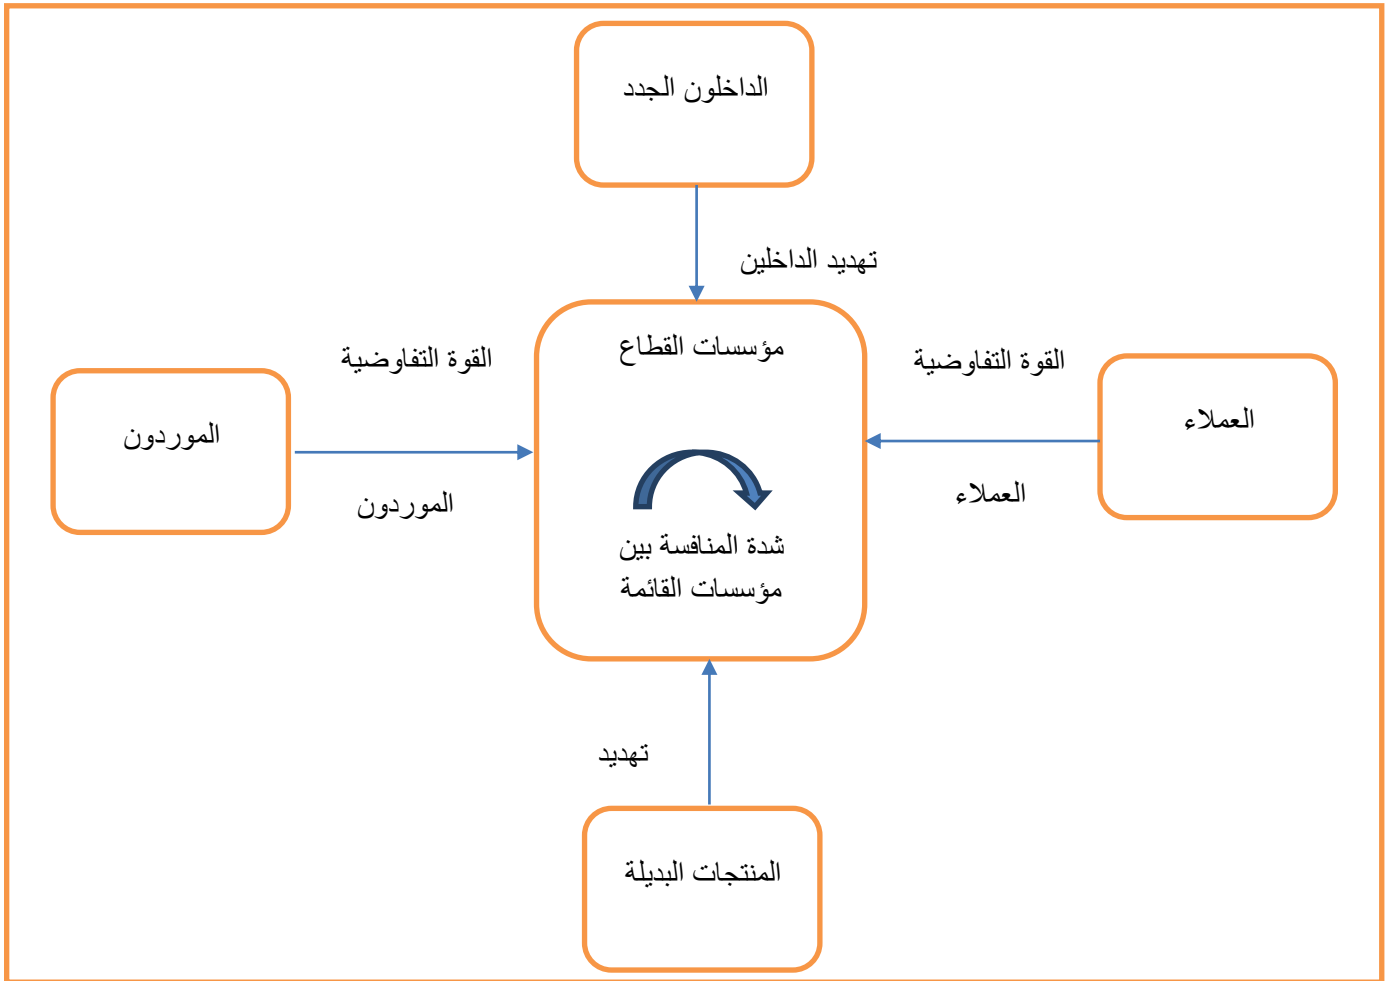 الداخلون الجدد
تهديد الداخلين
مؤسسات القطاع
القوة التفاوضية
القوة التفاوضية
العملاء
الموردون
العملاء
الموردون
شدة المنافسة بين
مؤسسات القائمة
تهديد
المنتجات البديلة